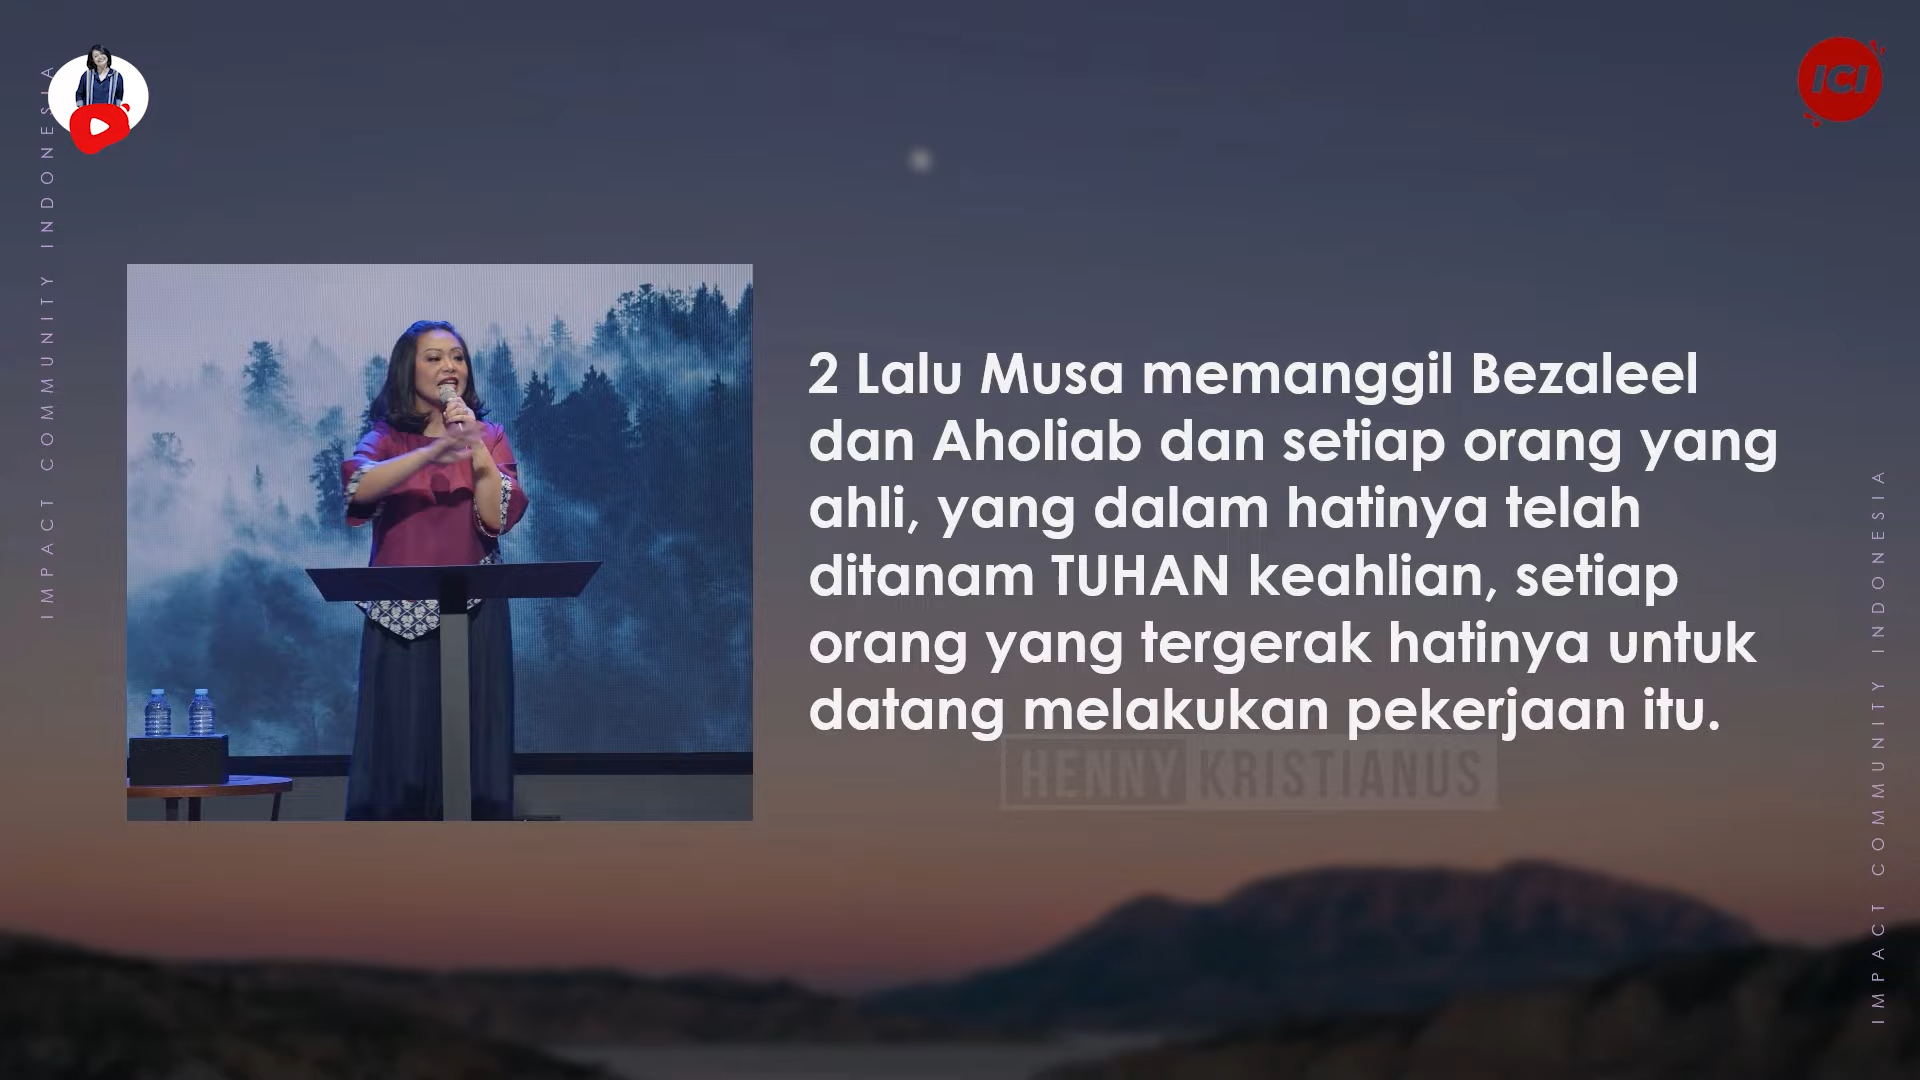 IMPACT COMMUNITY INDONESIA
ICI
2 Lalu Musa memanggil Bezaleel
dan Aholiab dan setiap orang yang
ahli, yang dalam hatinya telah
ditanam TUHAN keahlian, setiap
orang yang tergerak hatinya untuk
datang melakukan pekerjaan itu.
HENNY KRISTIANUS
IMPACT COMMUNITY INDONESIA